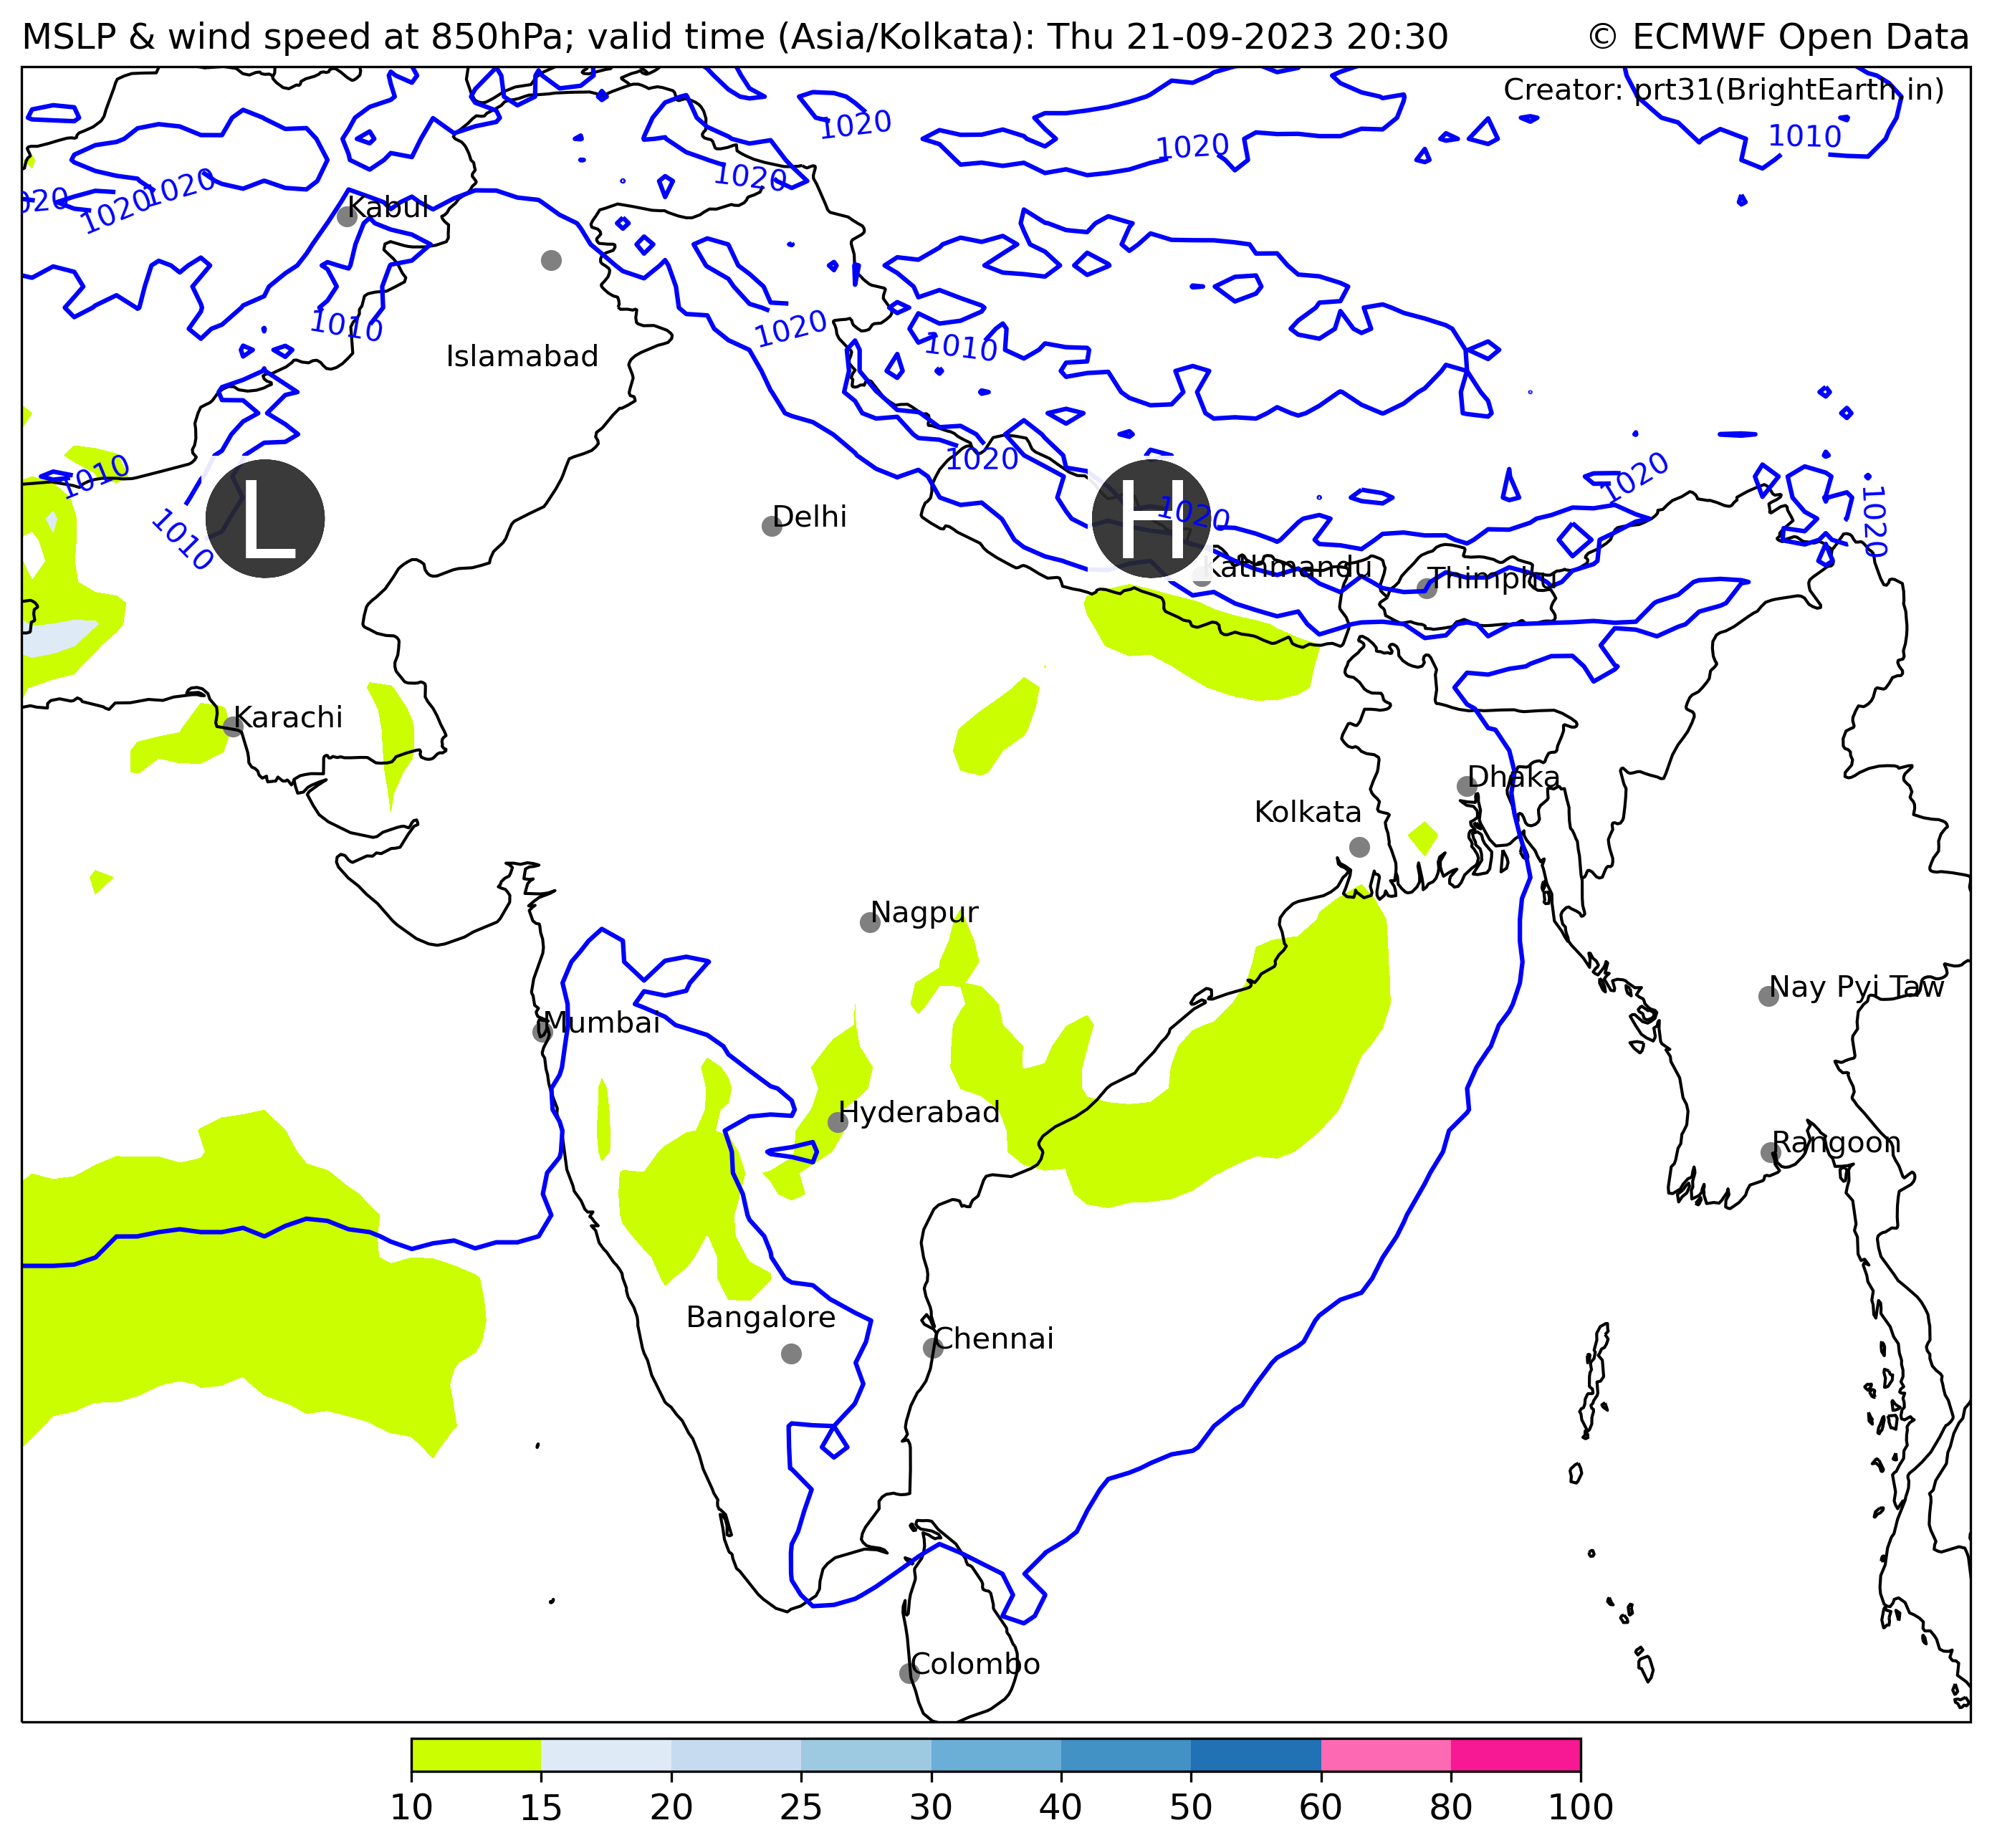 MSLP & wind speed at 850hPa; valid time (Asia/Kolkata): Thu 21-09-2023 20:30
© ECMWF Open Data
Creator: prt31(BrightEarth.in)
1020
1020
1010
1020
020
1020
1020
Kabul
1010
1020
1010
Islamabad
1010
1020
1020
1020
1010
L
H
1020
Delhi
Kathmandu
Thimphu
Karachi
Dhaka
Kolkata
Nagpur
Nay Pyi Taw
Mumbai
Hyderabad
Rangoon
Bangalore
Chennai
Colombo
10 15 20 25 30 40 50 60 80 100